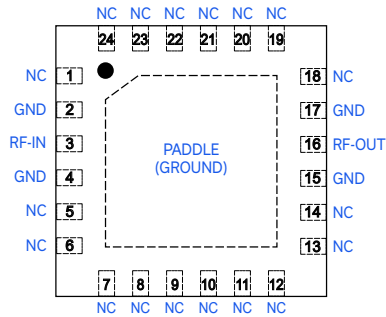 NC NC NC NC NC NC
24 23 22 21 20 19
NC 1 18 NC
GND 2 17 GND
RF-IN 3 16 RF-OUT
GND 4 15 GND
NC 5 14 NC
NC 6 13 NC
PADDLE
(GROUND)
7 8 9 10 11 12
NC NC NC NC NC NC